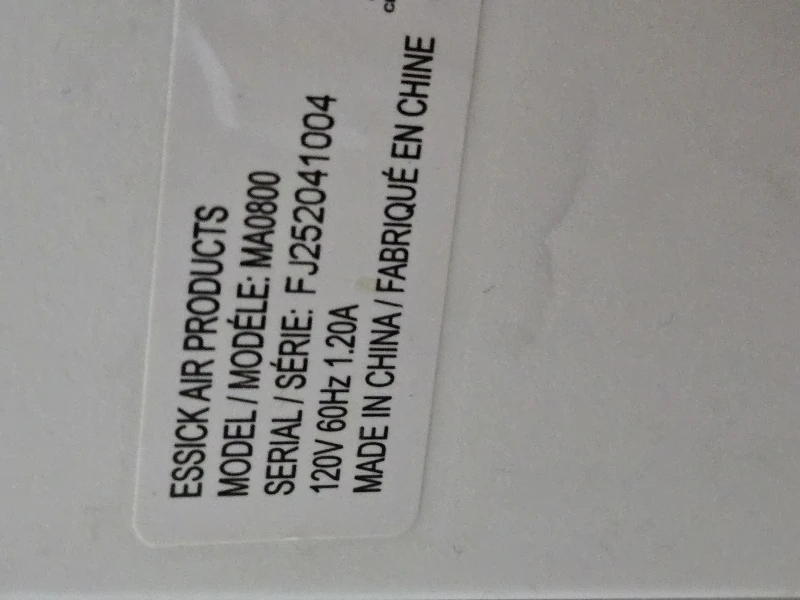 ESSICK AIR PRODUCTS
MODEL / MODÉLE: MA0800
SERIAL / SÉRIE: FJ252041004
120V 60Hz 1.20A
MADE IN CHINA / FABRIQUÉ EN CHINE